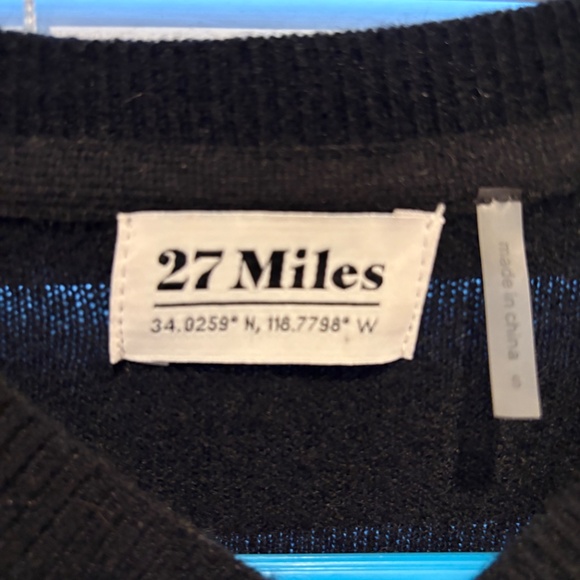 27 Miles
34.0259° N, 118.7798° W
made in china
S